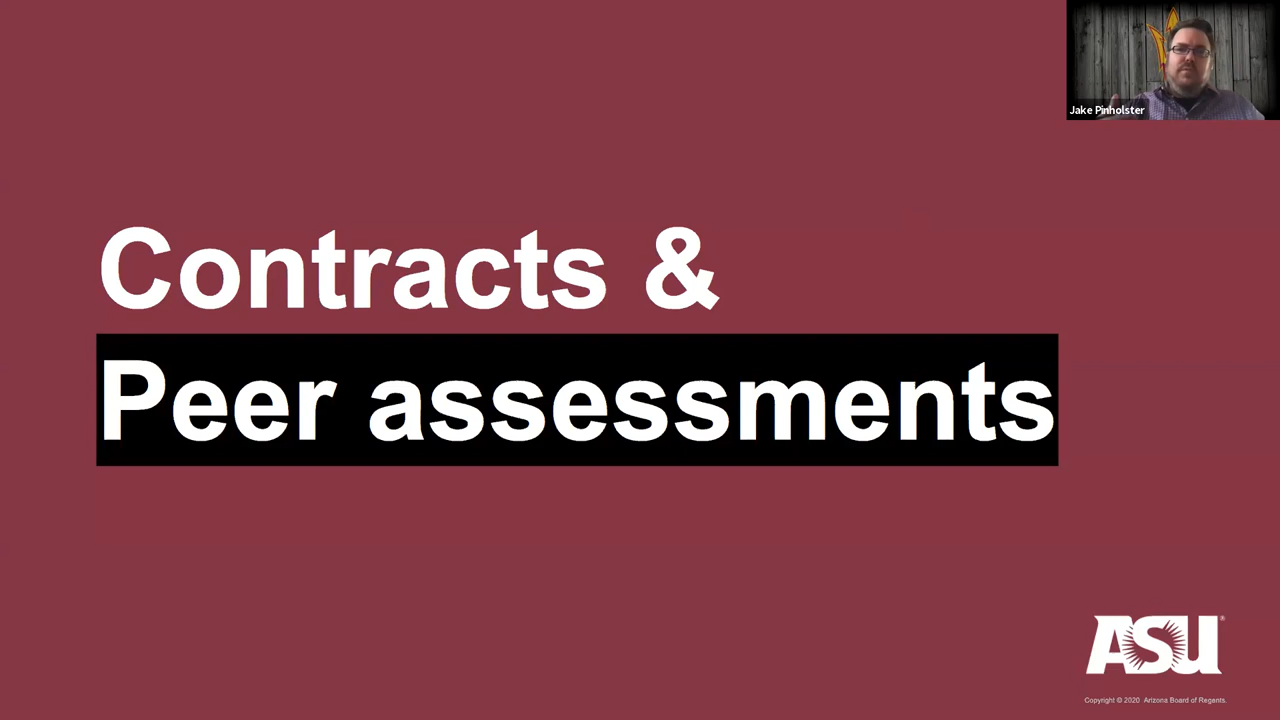 Jake Pinholster
Contracts &
Peer assessments
ASU®
Copyright © 2020 Arizona Board of Regents.